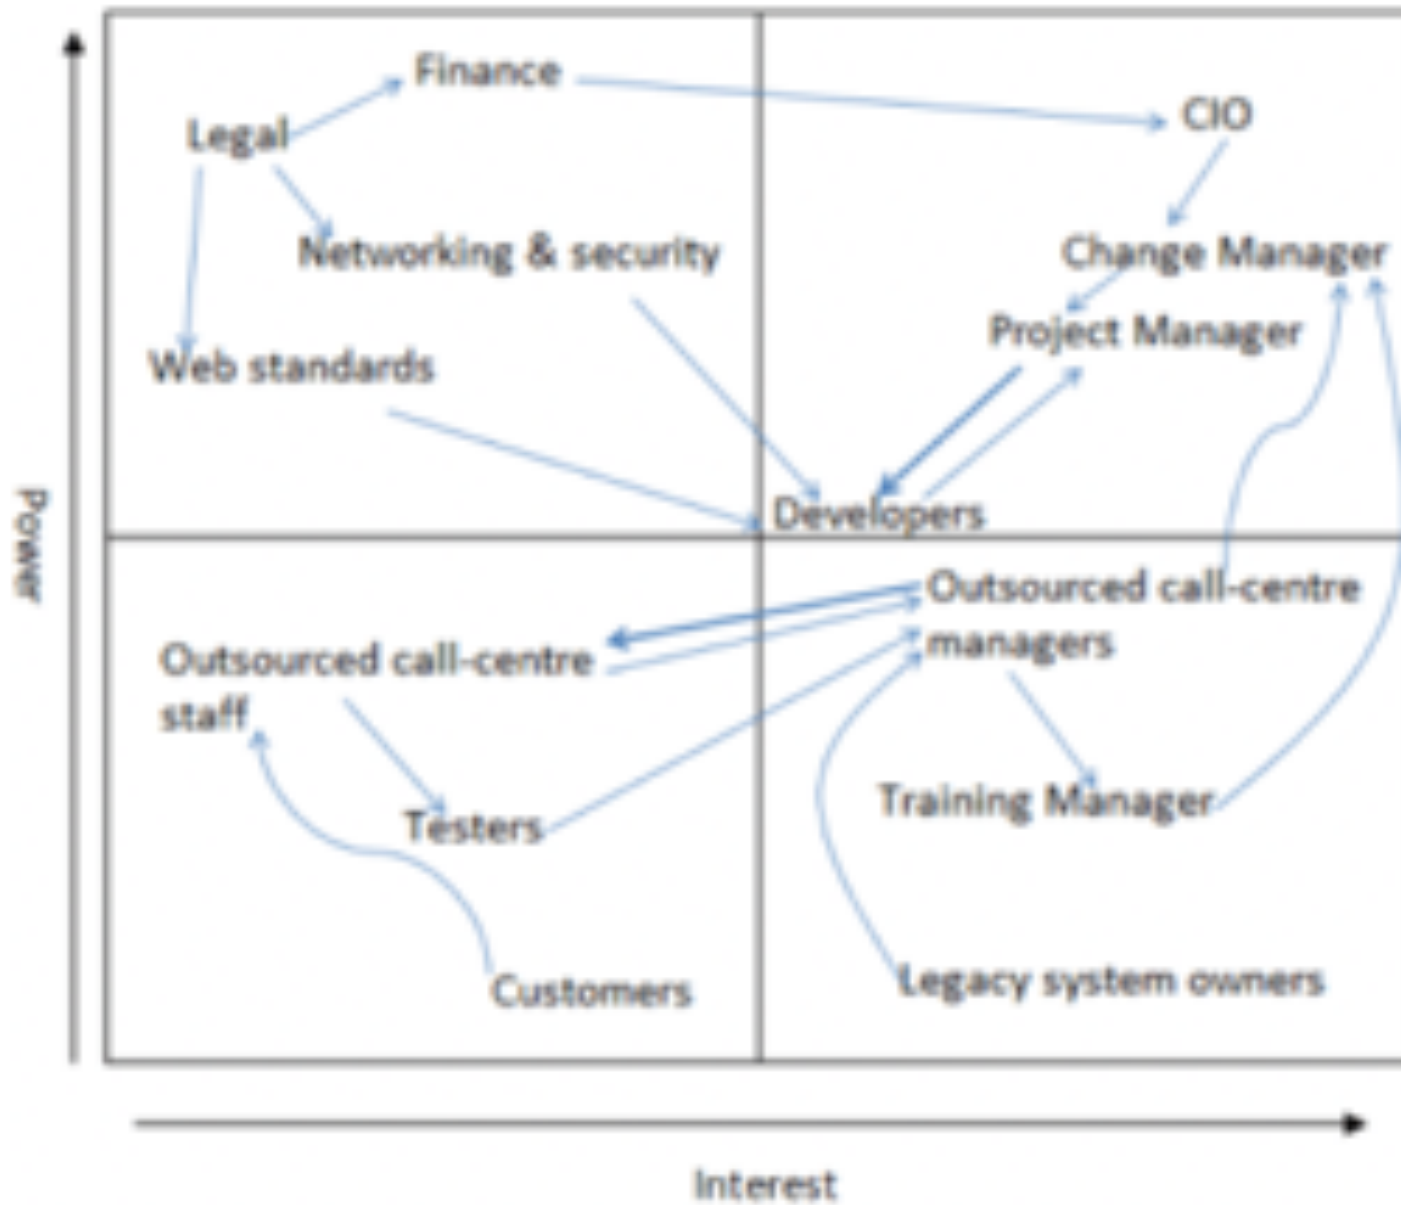 Finance
CIO
Legal
Networking & security
Change Manager
Project Manager
Web standards
Developers
Power
Outsourced call-centre
managers
Outsourced call-centre
staff
Training Manager
Testers
Legacy system owners
Customers
Interest